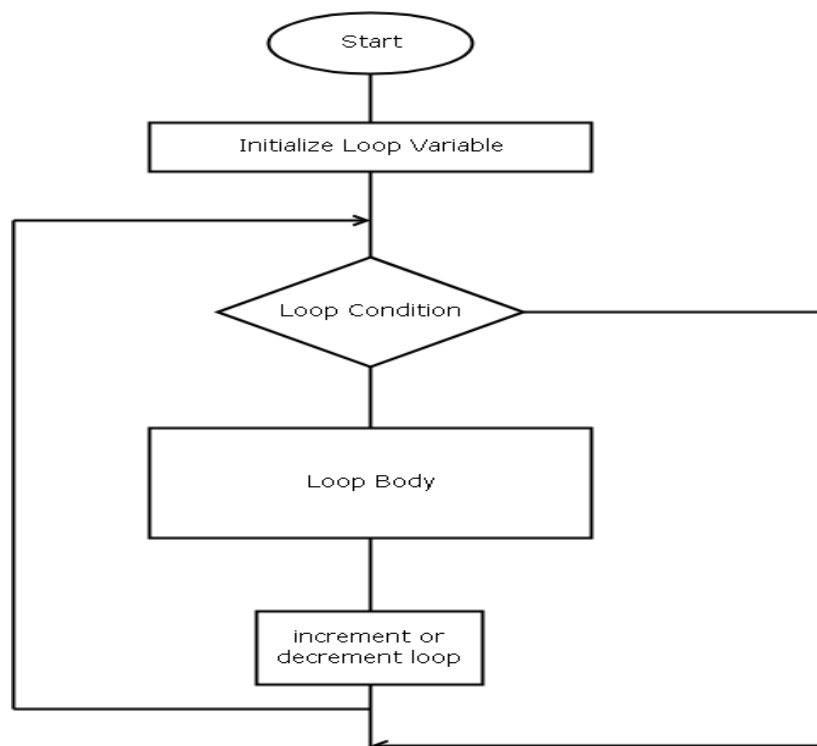 Start
Initialize Loop Variable
Loop Condition
Loop Body
increment or
decrement loop